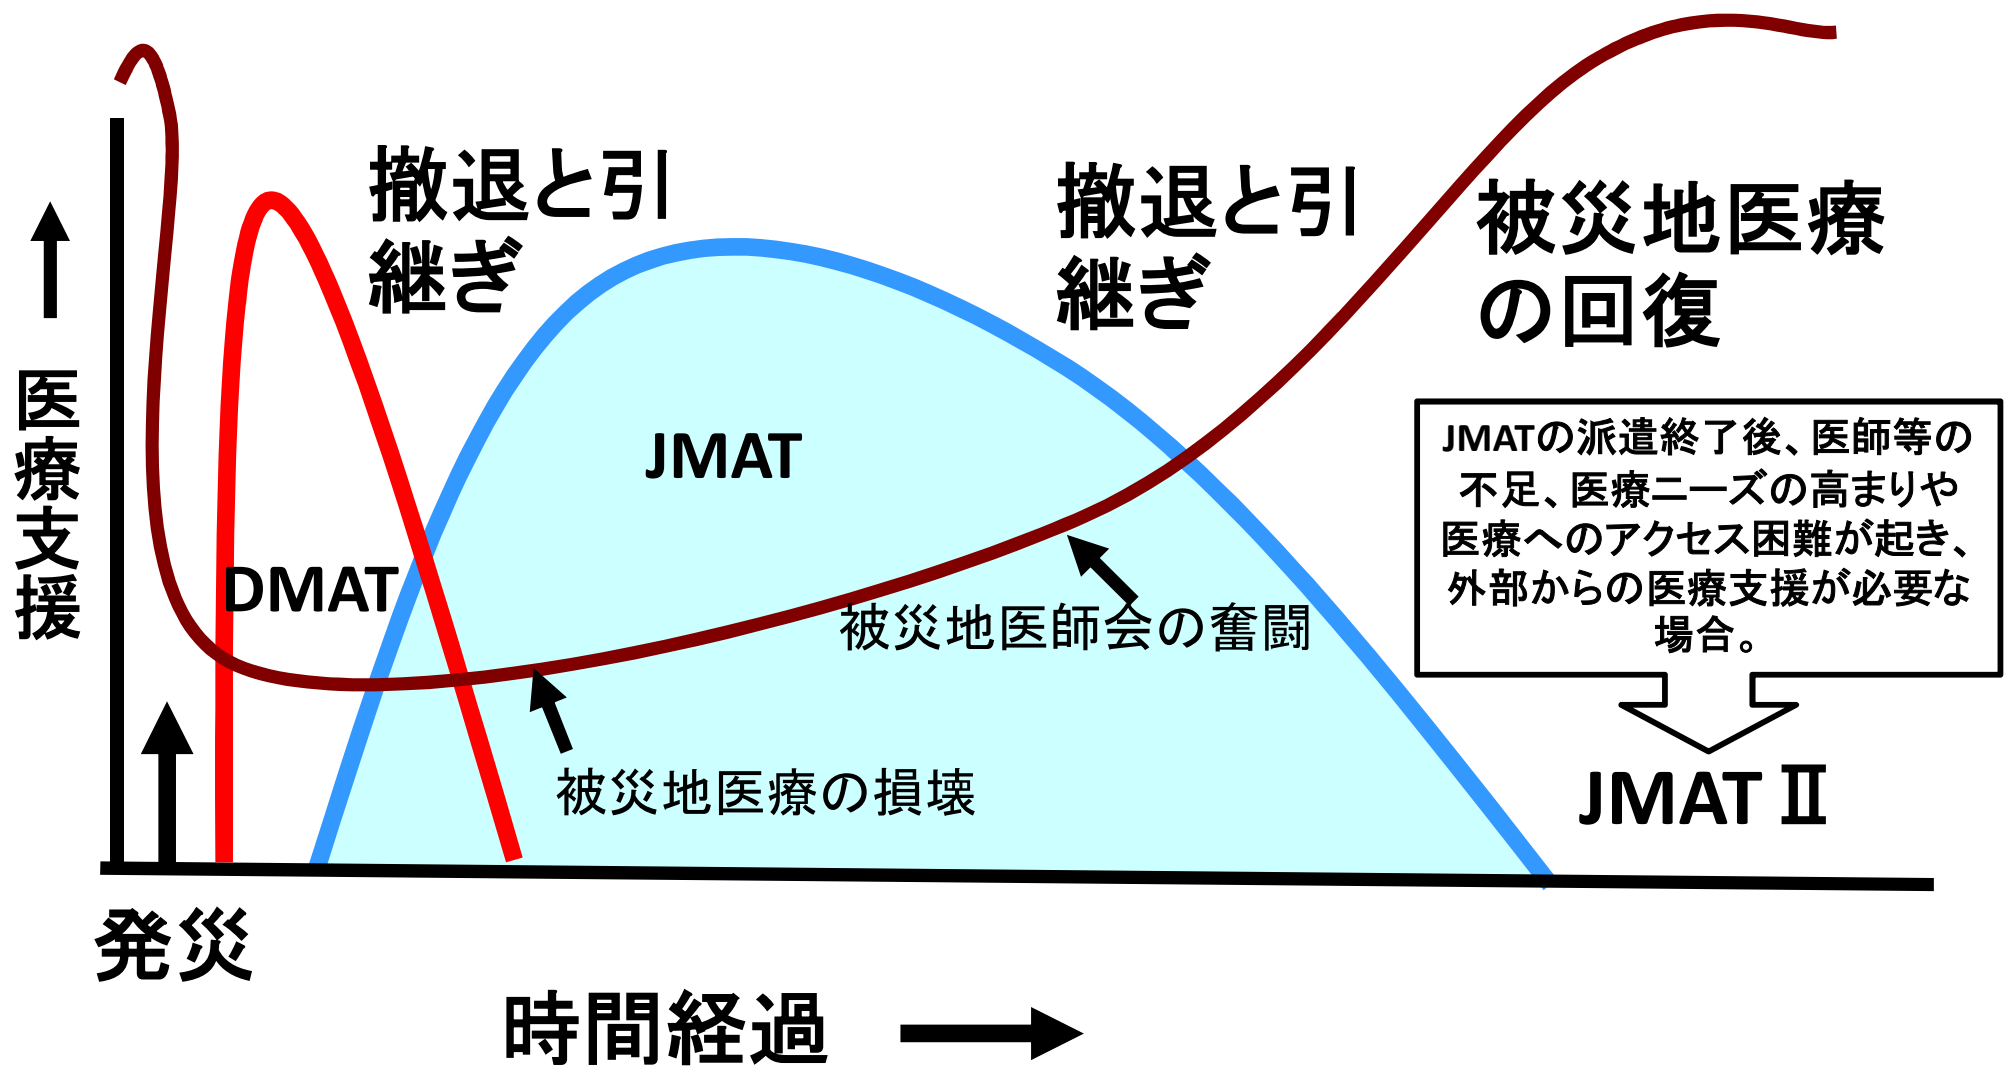 撤退と引
継ぎ
撤退と引
継ぎ
被災地医療
の回復
医療支援
JMAT
DMAT
JMATの派遣終了後、医師等の
不足、医療ニーズの高まりや
医療へのアクセス困難が起き、
外部からの医療支援が必要な
場合。
被災地医師会の奮闘
被災地医療の損壊
JMAT Ⅱ
発災
時間経過